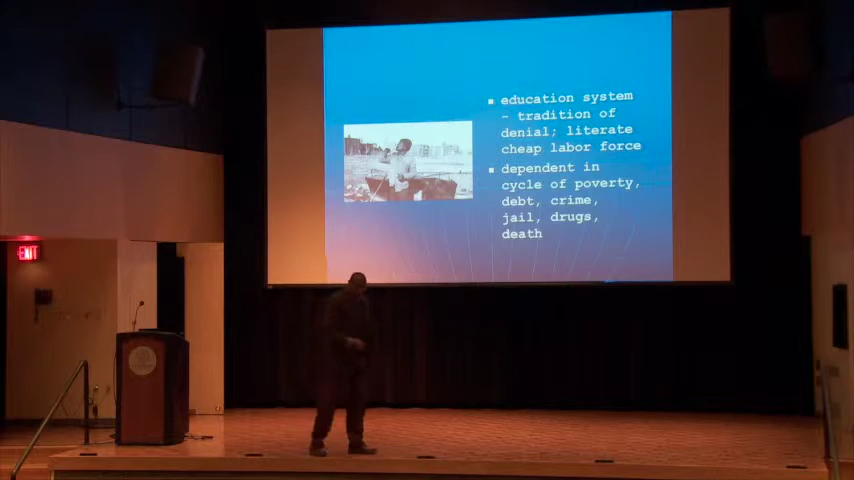 education system
- tradition of
denial; literate
cheap labor force
dependent in
cycle of poverty,
debt, crime,
jail, drugs,
death
EXIT